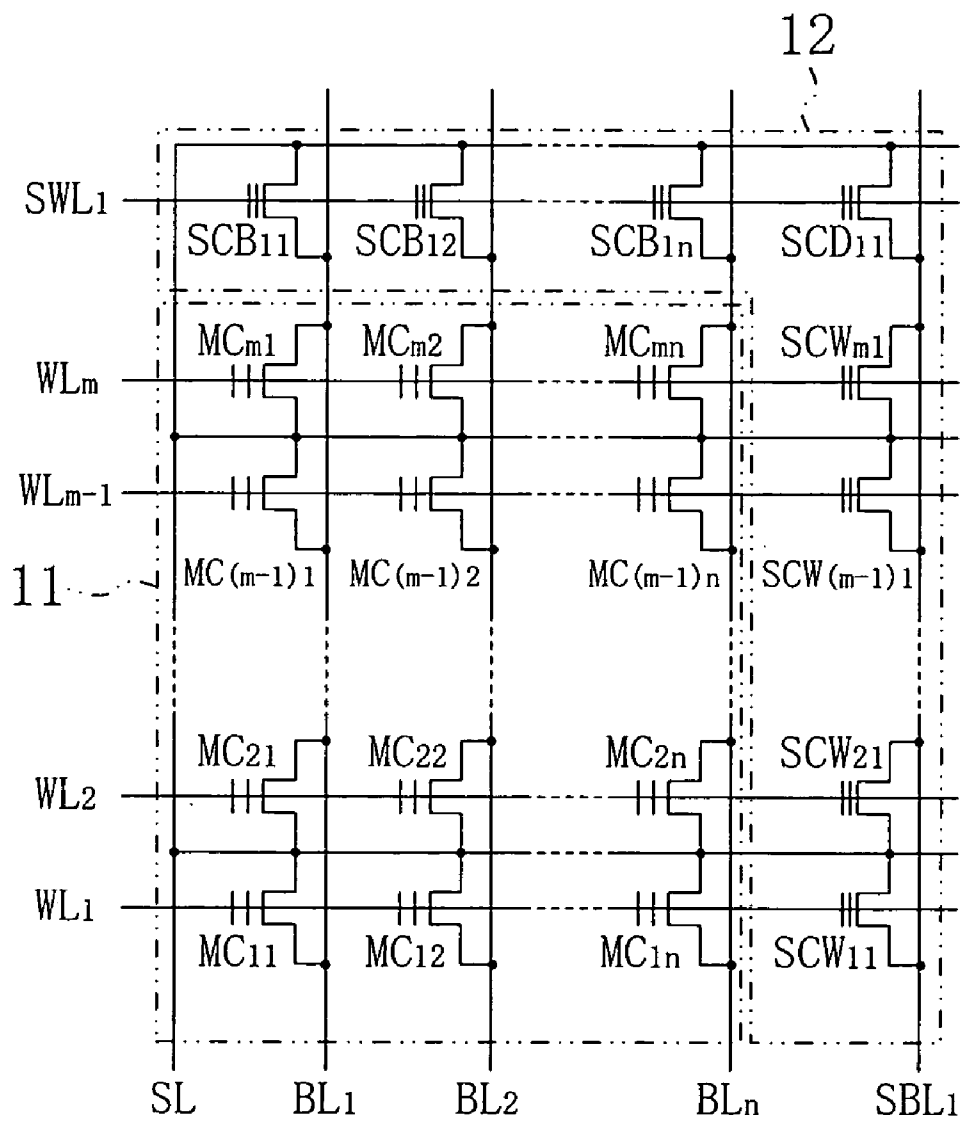 12
SWL1
SCB11 SCB12 SCB1n SCD11
MCm1 MCm2 MCmn SCWm1
WLm
WLm-1
11 MC(m-1)1 MC(m-1)2 MC(m-1)n SCW(m-1)1
MC21 MC22 MC2n SCW21
WL2
WL1
MC11 MC12 MC1n SCW11
SL BL1 BL2 BLn SBL1